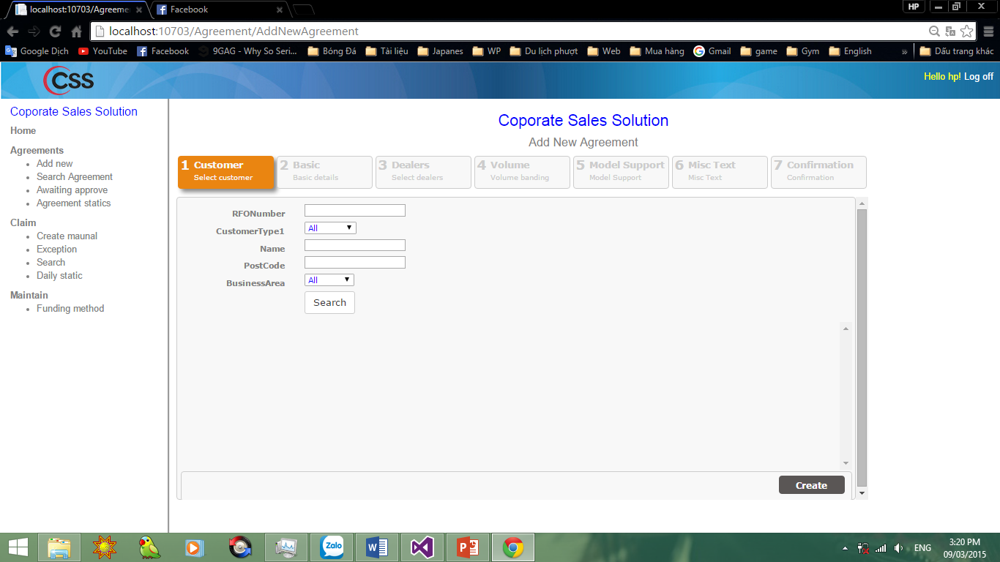 localhost:10703/Agreeme
Facebook
HP
localhost:10703/Agreement/AddNewAgreement
Google Dịch YouTube Facebook 9GAG - Why So Seri... Bóng Đá Tài liệu Japanes WP Du lịch phượt Web Mua hàng Gmail game Gym English » Dấu trang khác
CSS
Hello hp! Log off
Coporate Sales Solution
Home
Agreements
Add new
Search Agreement
Awaiting approve
Agreement statics
Claim
Create maunal
Exception
Search
Daily static
Maintain
Funding method
Coporate Sales Solution
Add New Agreement
1 Customer
Select customer
2 Basic
Basic details
3 Dealers
Select dealers
4 Volume
Volume banding
5 Model Support
Model Support
6 Misc Text
Misc Text
7 Confirmation
Confirmation
RFONumber
CustomerType1 All
Name
PostCode
BusinessArea All
Search
Create
Zalo
ENG
3:20 PM
09/03/2015